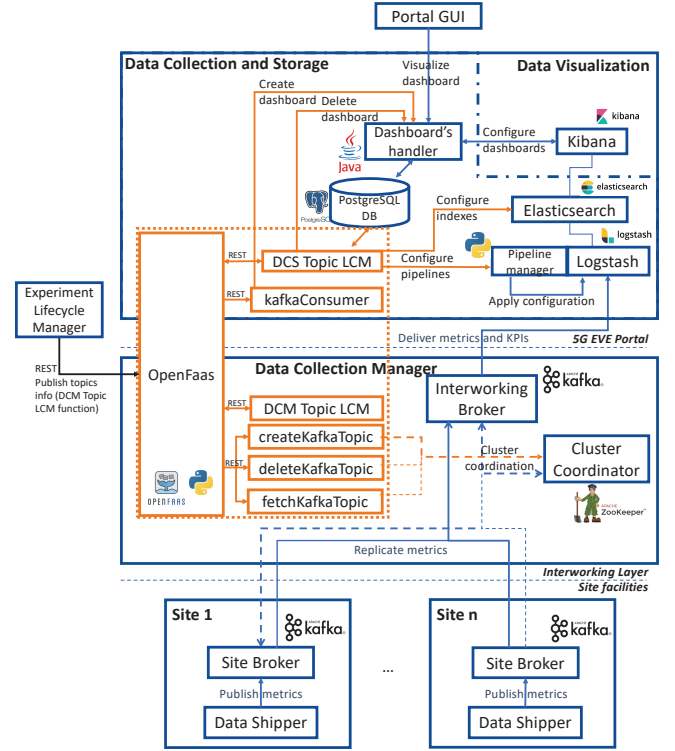 Portal GUI
Data Collection and Storage
Visualize
dashboard
Data Visualization
Create
dashboard
Delete
dashboard
Java
Dashboard's
handler
Configure
dashboards
kibana
Kibana
PostgreSQL
DB
Configure
indexes
elasticsearch
Elasticsearch
logstash
REST
DCS Topic LCM
Configure
pipelines
Pipeline
manager
Logstash
REST
kafkaConsumer
Apply configuration
Experiment
Lifecycle
Manager
Deliver metrics and KPIs
5G EVE Portal
REST
Publish topics
info (DCM Topic
LCM function)
OpenFaas
Data Collection Manager
Interworking
Broker
kafka
REST
DCM Topic LCM
createKafkaTopic
Cluster
coordination
Cluster
Coordinator
REST
deleteKafkaTopic
OPENFAAS
fetchKafkaTopic
APACHE
ZooKeeper
Replicate metrics
Interworking Layer
Site facilities
Site 1
kafka
Site n
kafka
Site Broker
Site Broker
...
Publish metrics
Publish metrics
Data Shipper
Data Shipper